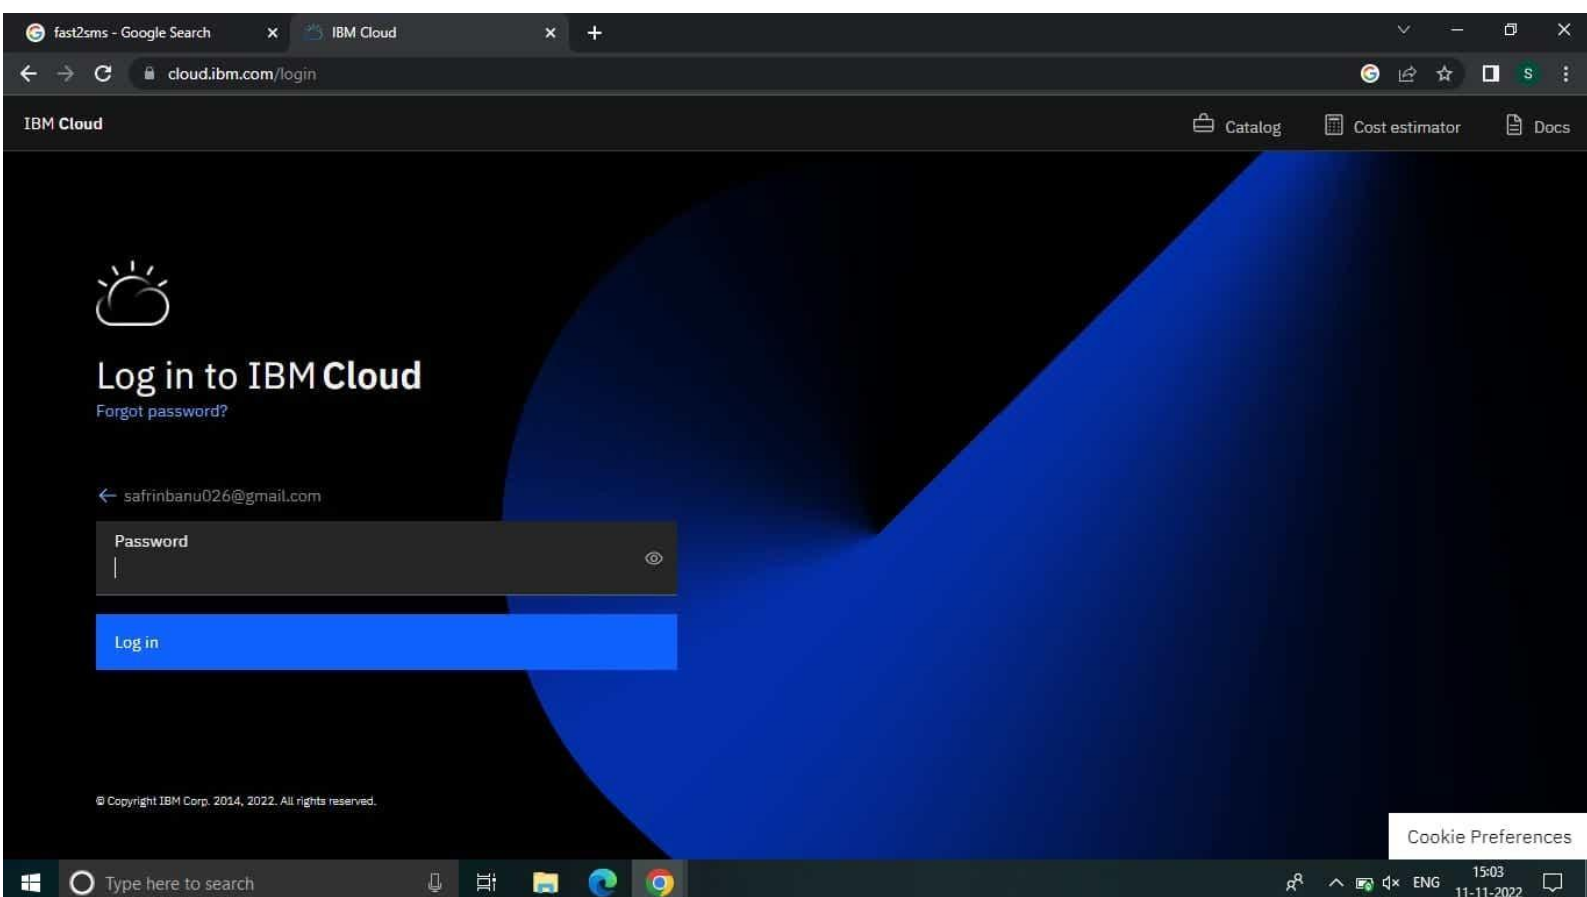 fast2sms - Google Search
IBM Cloud
cloud.ibm.com/login
S
IBM Cloud
Catalog
Cost estimator
Docs
Log in to IBM Cloud
Forgot password?
safrinbanu026@gmail.com
Password
Log in
© Copyright IBM Corp. 2014, 2022. All rights reserved.
Cookie Preferences
Type here to search
ENG
15:03
11-11-2022